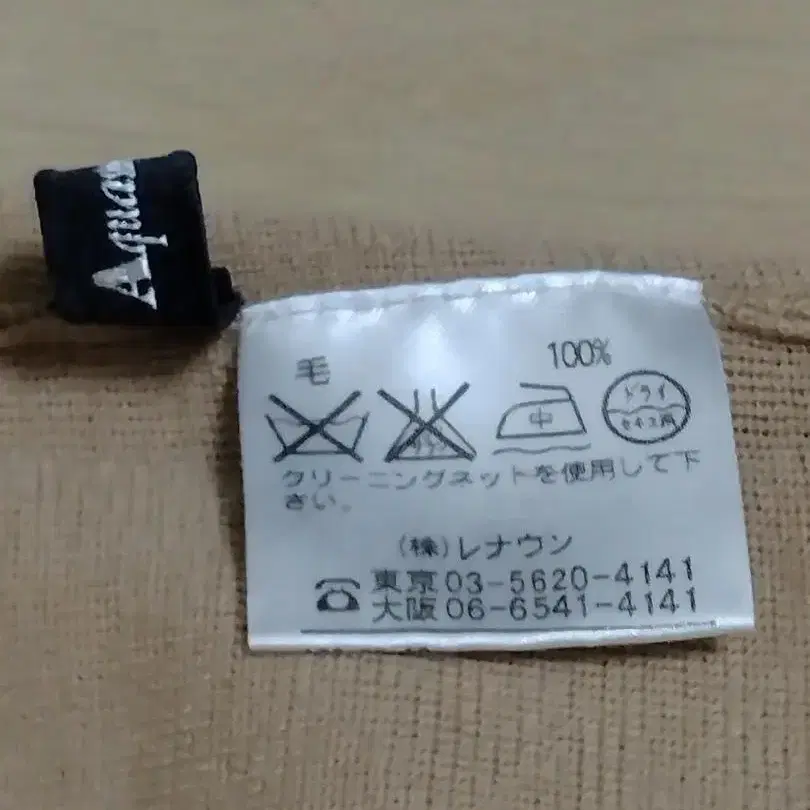 Aquas
毛 100%
中 ドライ
セキユ系
クリーニングネットを使用して下
さい。
(株)レナウン
東京03-5620-4141
大阪06-6541-4141